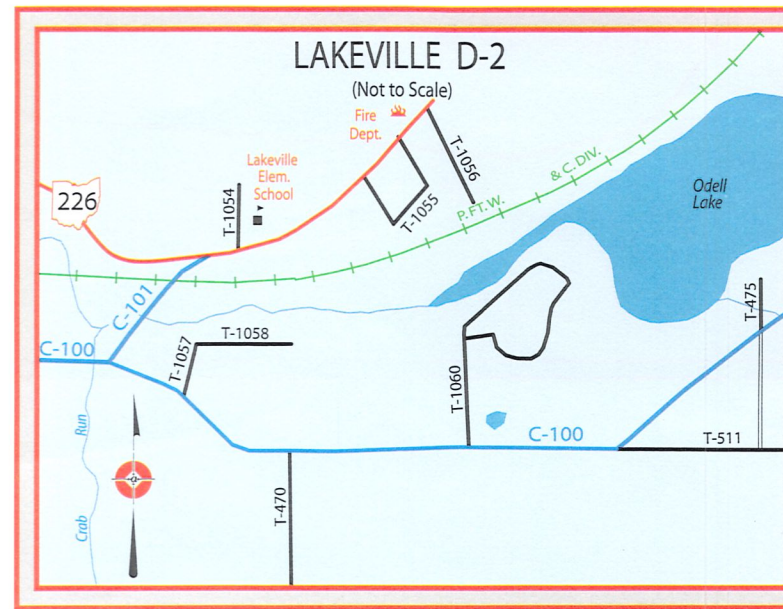 LAKEVILLE D-2
(Not to Scale)
Fire
Dept.
T-1056
& C. DIV.
Lakeville
Elem.
School
T-1054
T-1055
P.FT.W.
Odell
Lake
226
T-475
C-101
T-1058
C-100
T-1057
T-1060
C-100
T-511
Run
T-470
Crab